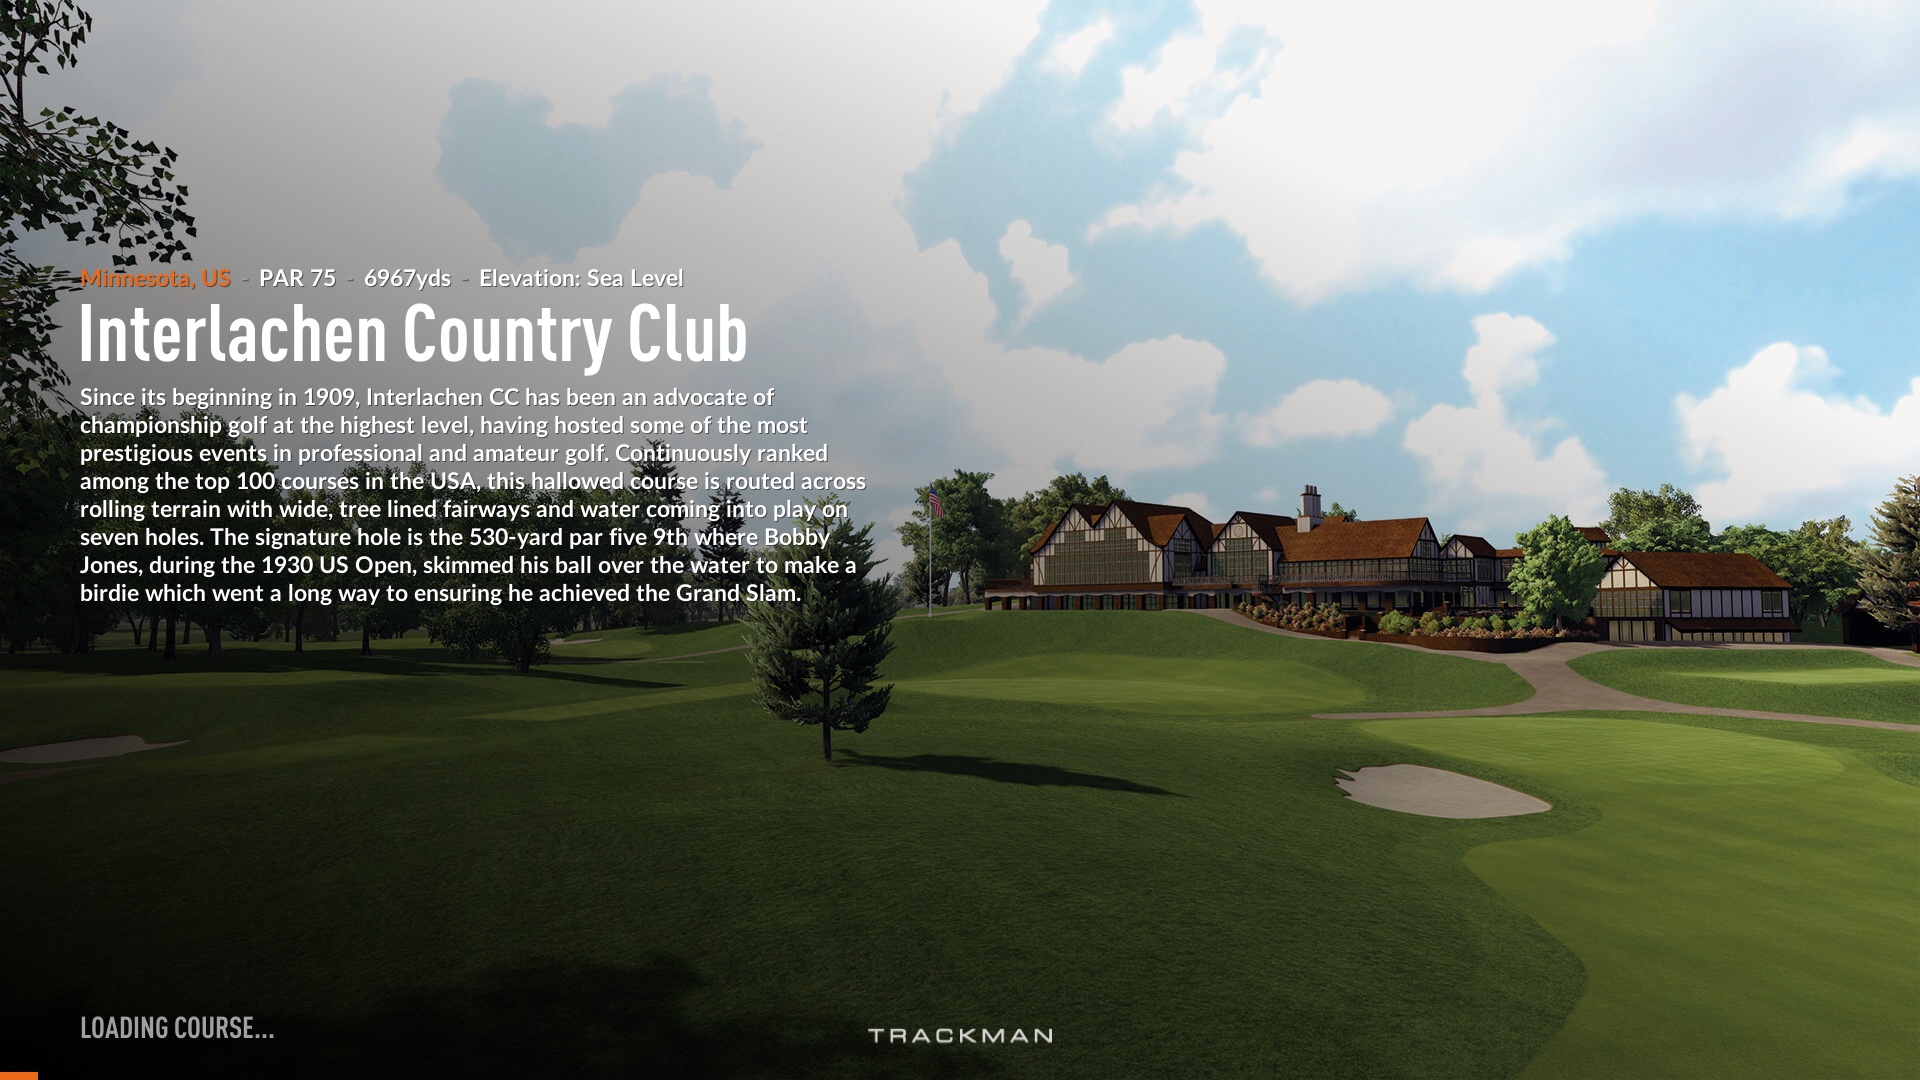 Minnesota, US - PAR 75 - 6967yds - Elevation: Sea Level
Interlachen Country Club
Since its beginning in 1909, Interlachen CC has been an advocate of
championship golf at the highest level, having hosted some of the most
prestigious events in professional and amateur golf. Continuously ranked
among the top 100 courses in the USA, this hallowed course is routed across
rolling terrain with wide, tree lined fairways and water coming into play on
seven holes. The signature hole is the 530-yard par five 9th where Bobby
Jones, during the 1930 US Open, skimmed his ball over the water to make a
birdie which went a long way to ensuring he achieved the Grand Slam.
LOADING COURSE...
TRACKMAN